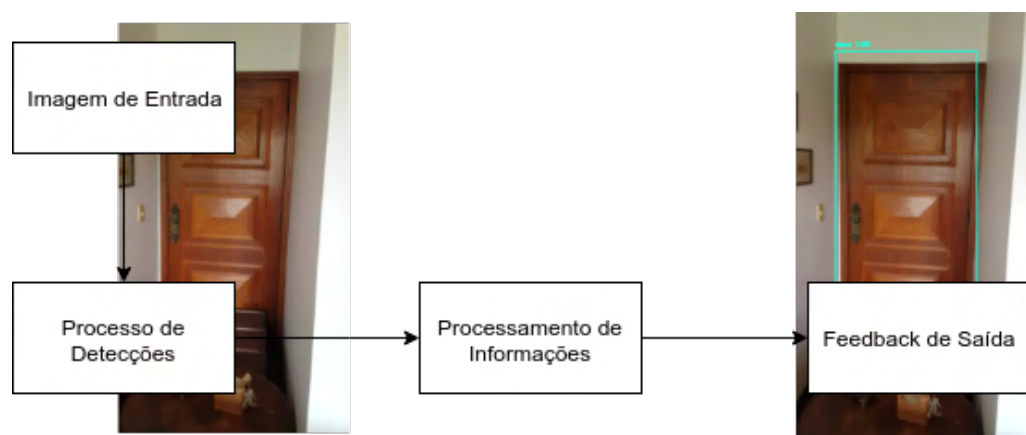 Imagem de Entrada
Processo de
Detecções
Processamento de
Informações
Feedback de Saída